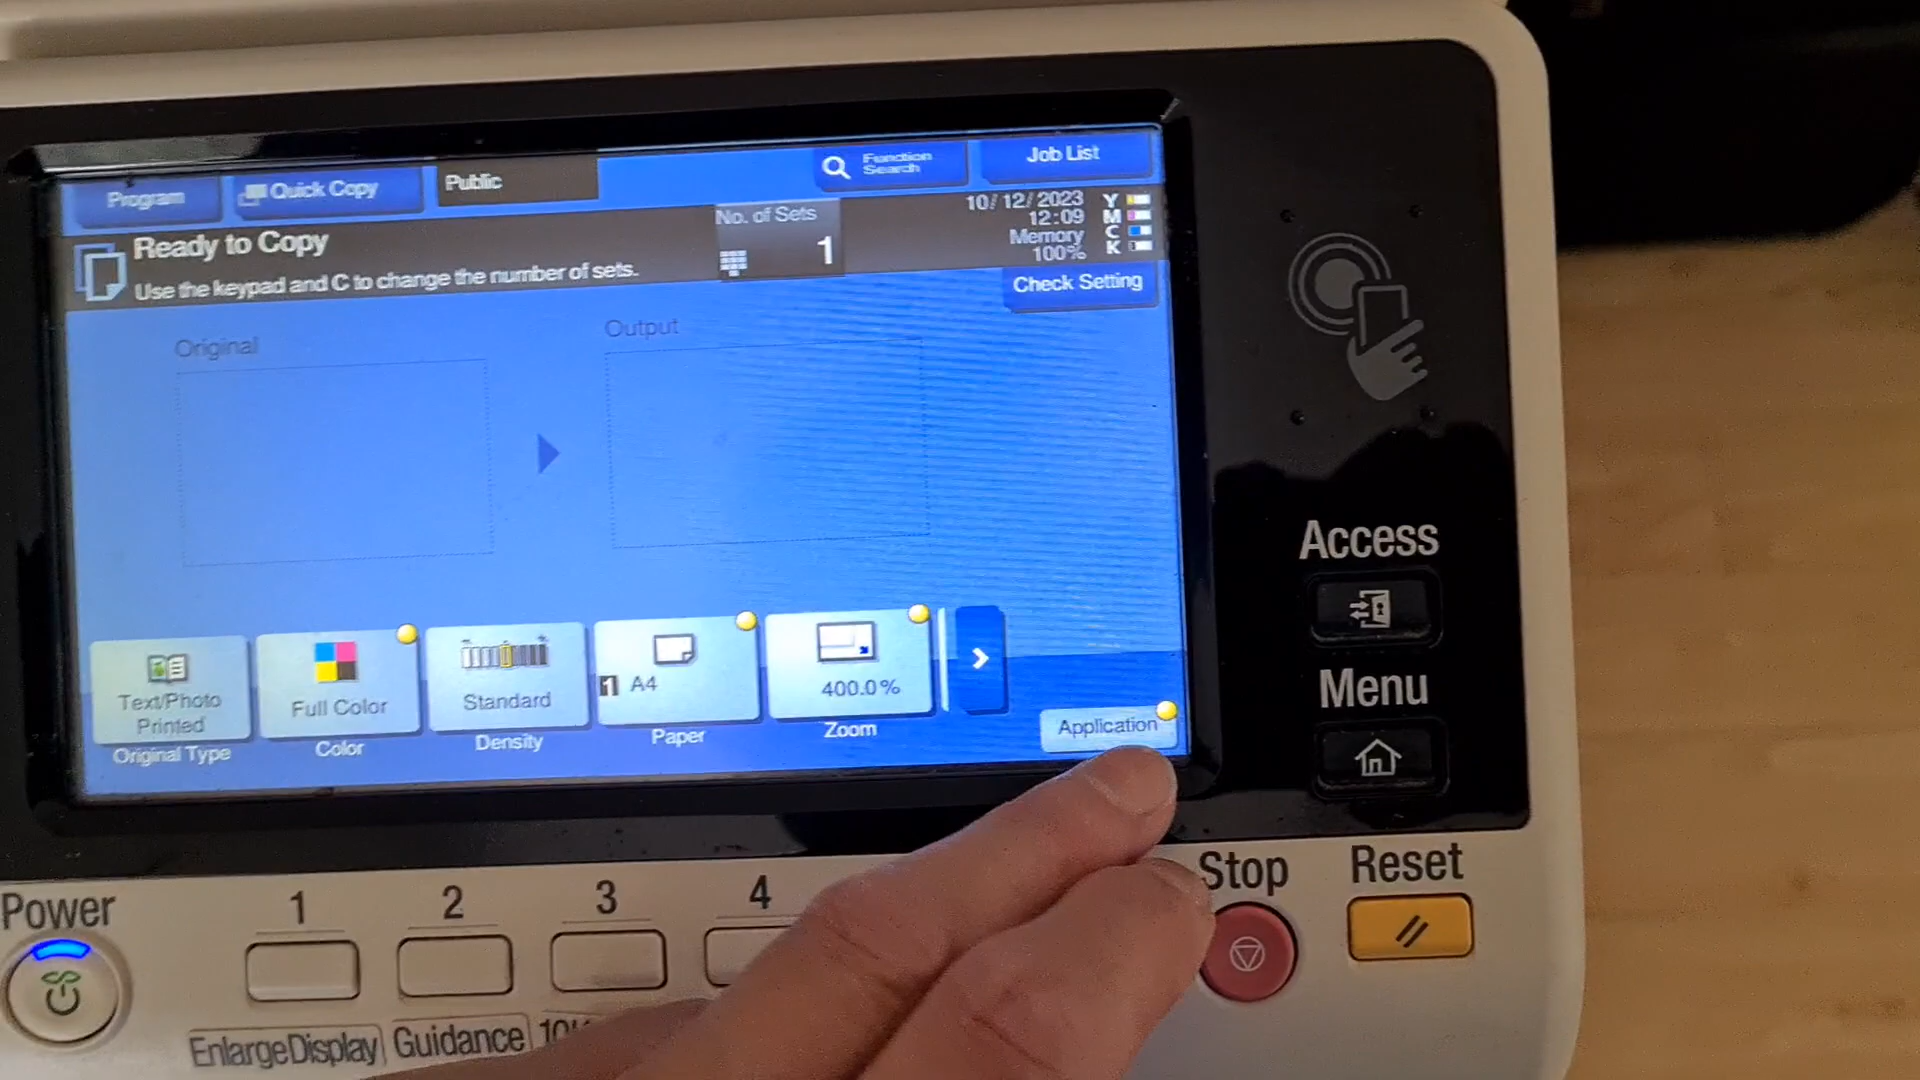 Program
Quick Copy
Public
Function
Search
Job List
Ready to Copy
Use the keypad and C to change the number of sets.
No. of Sets
1
10/12/2023
12:09
Memory
100%
Y
M
C
K
Check Setting
Original
Output
Text/Photo
Printed
Original Type
Full Color
Color
Standard
Density
1 A4
Paper
400.0%
Zoom
Application
Access
Menu
Stop
Reset
Power
1
2
3
4
EnlargeDisplay
Guidance